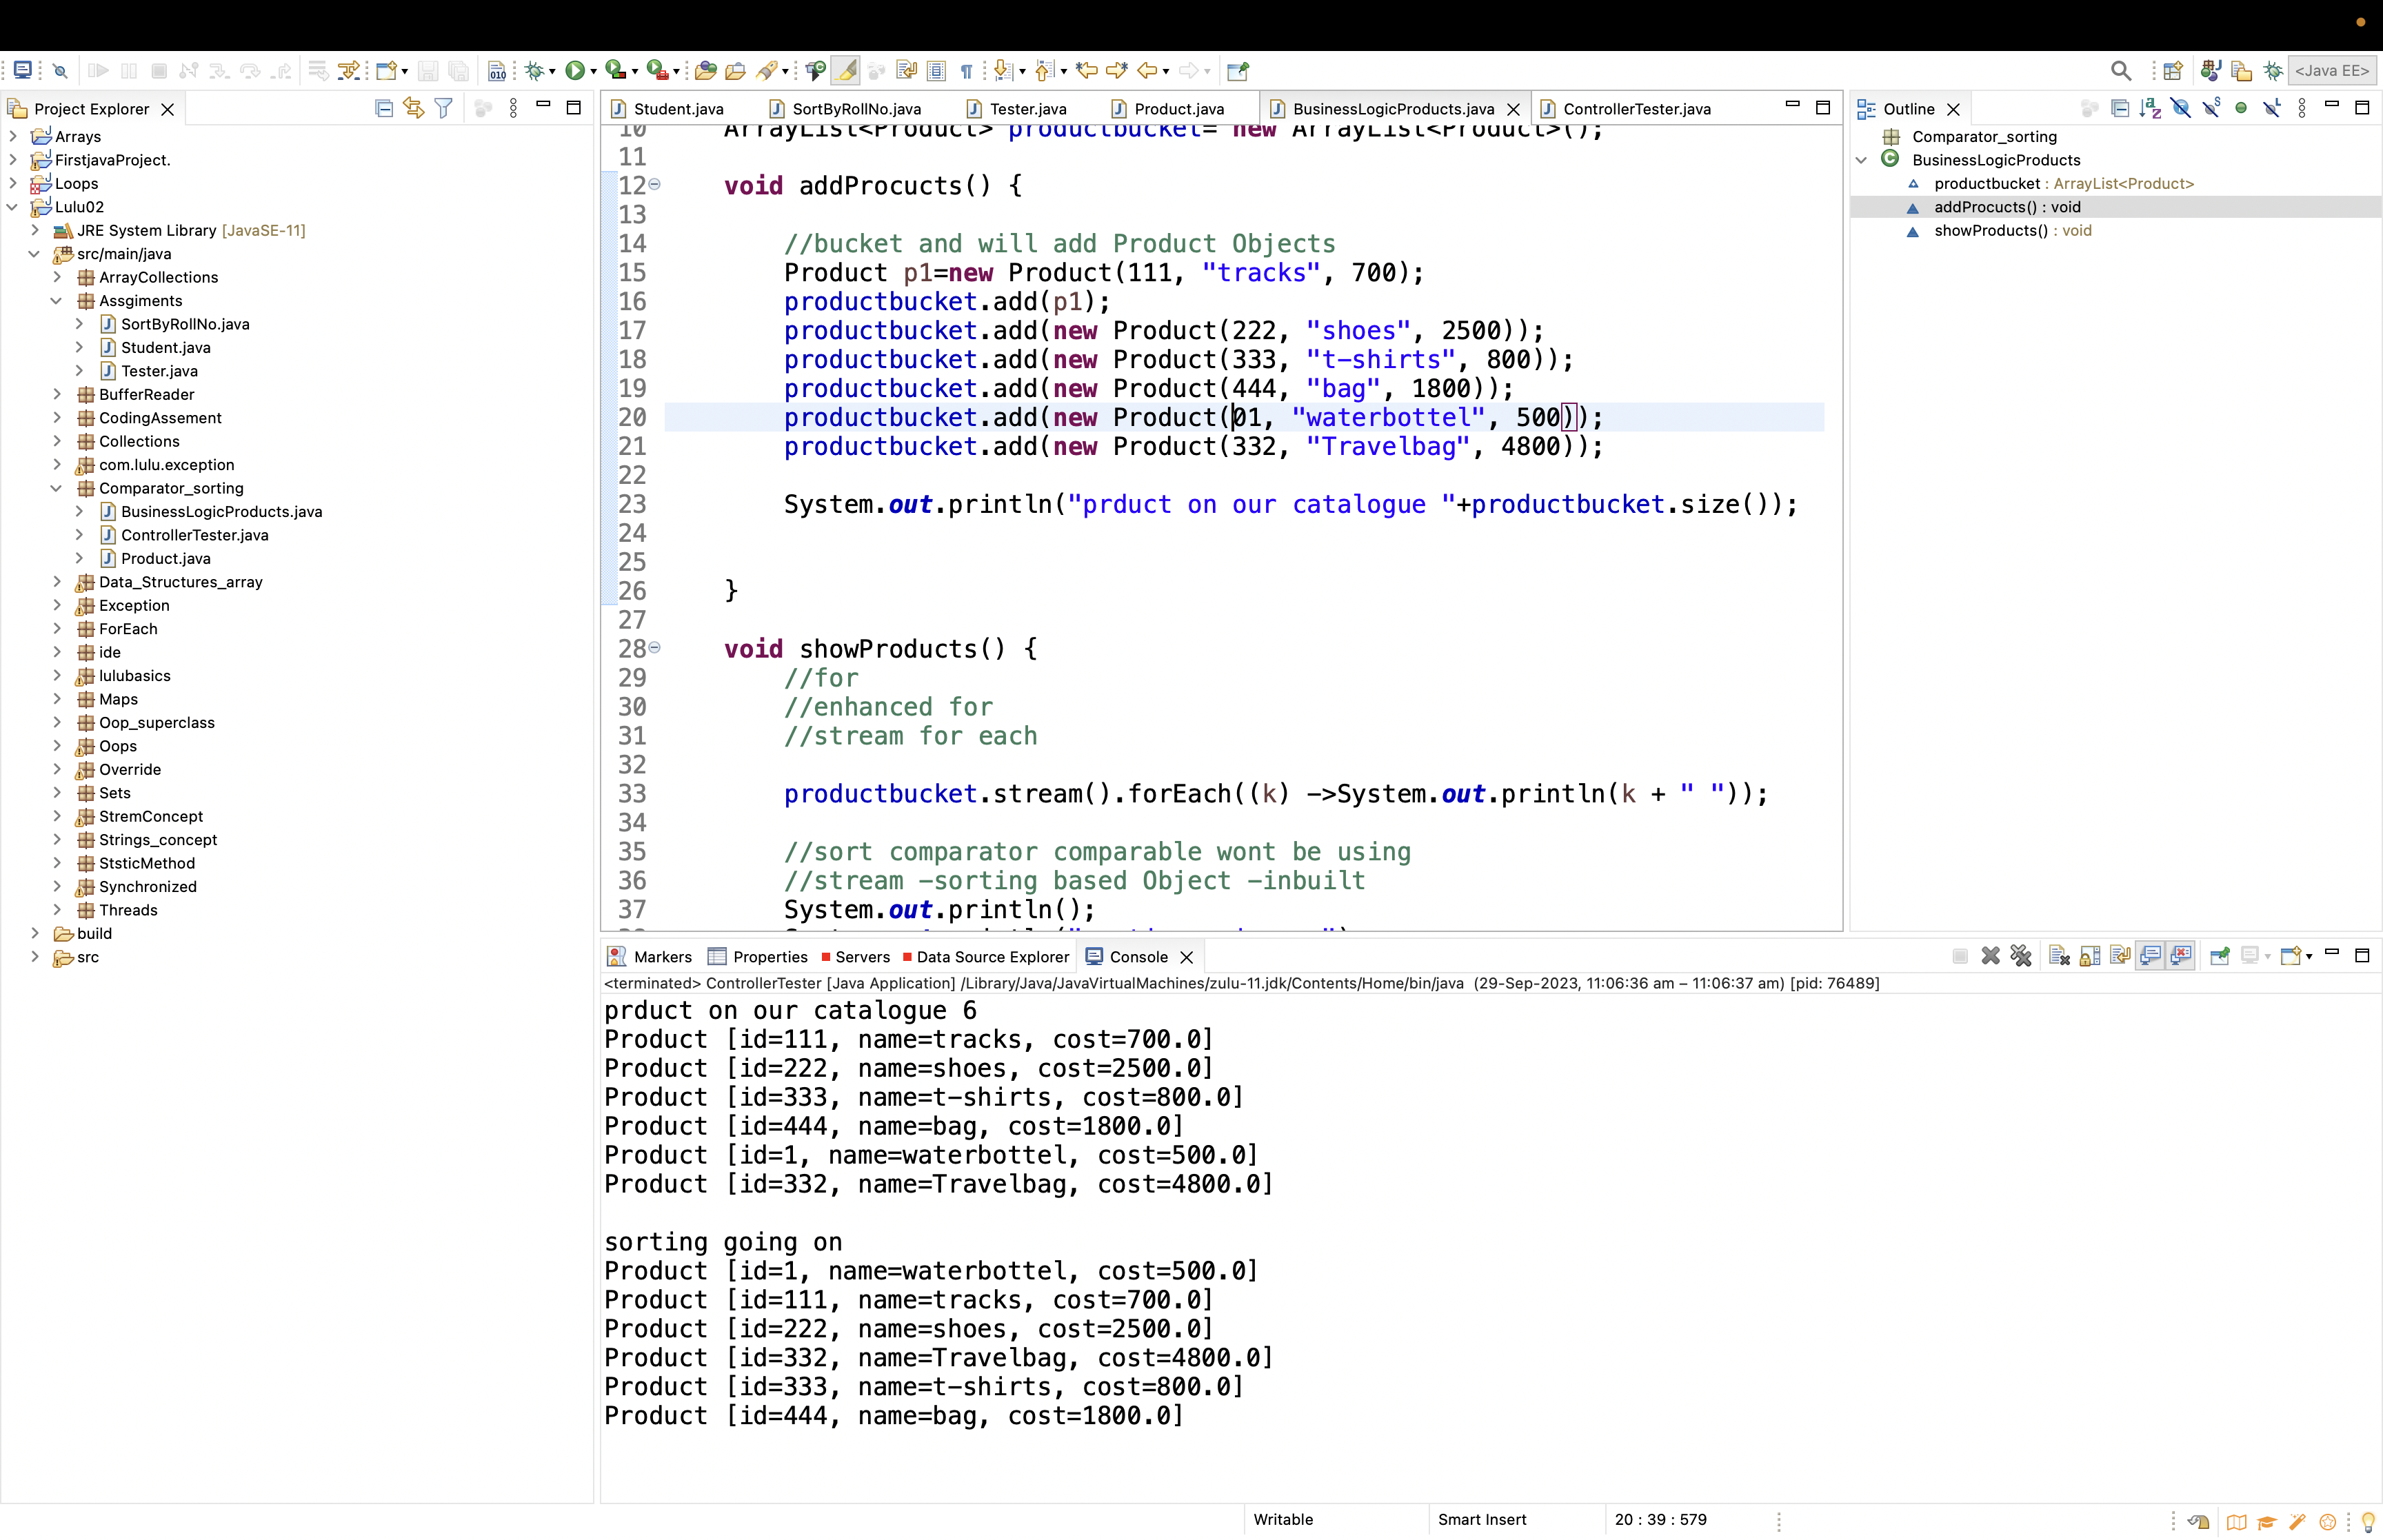 <Java EE>
Project Explorer
Arrays
FirstjavaProject.
Loops
Lulu02
JRE System Library [JavaSE-11]
src/main/java
ArrayCollections
Assgiments
SortByRollNo.java
Student.java
Tester.java
BufferReader
CodingAssement
Collections
com.lulu.exception
Comparator_sorting
BusinessLogicProducts.java
ControllerTester.java
Product.java
Data_Structures_array
Exception
ForEach
ide
lulubasics
Maps
Oop_superclass
Oops
Override
Sets
StremConcept
Strings_concept
StsticMethod
Synchronized
Threads
build
src
Student.java SortByRollNo.java Tester.java Product.java BusinessLogicProducts.java ControllerTester.java
10 ArrayList<Product> productbucket= new ArrayList<Product>();
11
12 void addProcucts() {
13
14 //bucket and will add Product Objects
15 Product p1=new Product(111, "tracks", 700);
16 productbucket.add(p1);
17 productbucket.add(new Product(222, "shoes", 2500));
18 productbucket.add(new Product(333, "t-shirts", 800));
19 productbucket.add(new Product(444, "bag", 1800));
20 productbucket.add(new Product(01, "waterbottel", 500));
21 productbucket.add(new Product(332, "Travelbag", 4800));
22
23 System.out.println("prduct on our catalogue "+productbucket.size());
24
25
26 }
27
28 void showProducts() {
29 //for
30 //enhanced for
31 //stream for each
32
33 productbucket.stream().forEach((k) ->System.out.println(k + " "));
34
35 //sort comparator comparable wont be using
36 //stream -sorting based Object -inbuilt
37 System.out.println();
Outline
Comparator_sorting
BusinessLogicProducts
productbucket : ArrayList<Product>
addProcucts() : void
showProducts() : void
Markers Properties Servers Data Source Explorer Console
<terminated> ControllerTester [Java Application] /Library/Java/JavaVirtualMachines/zulu-11.jdk/Contents/Home/bin/java (29-Sep-2023, 11:06:36 am – 11:06:37 am) [pid: 76489]
prduct on our catalogue 6
Product [id=111, name=tracks, cost=700.0]
Product [id=222, name=shoes, cost=2500.0]
Product [id=333, name=t-shirts, cost=800.0]
Product [id=444, name=bag, cost=1800.0]
Product [id=1, name=waterbottel, cost=500.0]
Product [id=332, name=Travelbag, cost=4800.0]
sorting going on
Product [id=1, name=waterbottel, cost=500.0]
Product [id=111, name=tracks, cost=700.0]
Product [id=222, name=shoes, cost=2500.0]
Product [id=332, name=Travelbag, cost=4800.0]
Product [id=333, name=t-shirts, cost=800.0]
Product [id=444, name=bag, cost=1800.0]
Writable Smart Insert 20 : 39 : 579